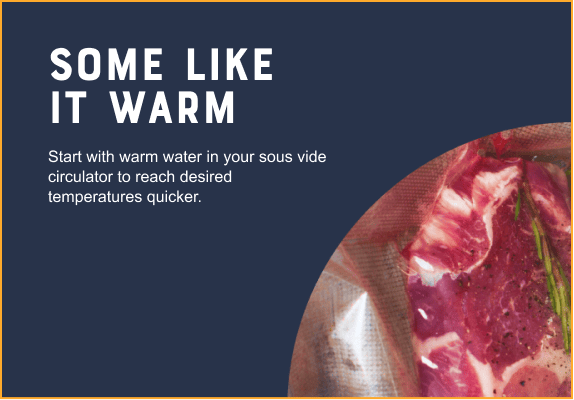 SOME LIKE
IT WARM
Start with warm water in your sous vide
circulator to reach desired
temperatures quicker.